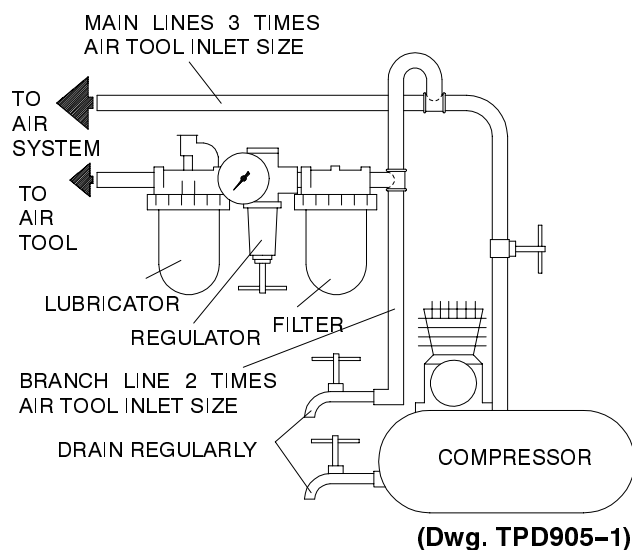 MAIN LINES 3 TIMES
AIR TOOL INLET SIZE
TO
AIR
SYSTEM
TO
AIR
TOOL
LUBRICATOR
REGULATOR
FILTER
BRANCH LINE 2 TIMES
AIR TOOL INLET SIZE
DRAIN REGULARLY
COMPRESSOR
(Dwg. TPD905–1)